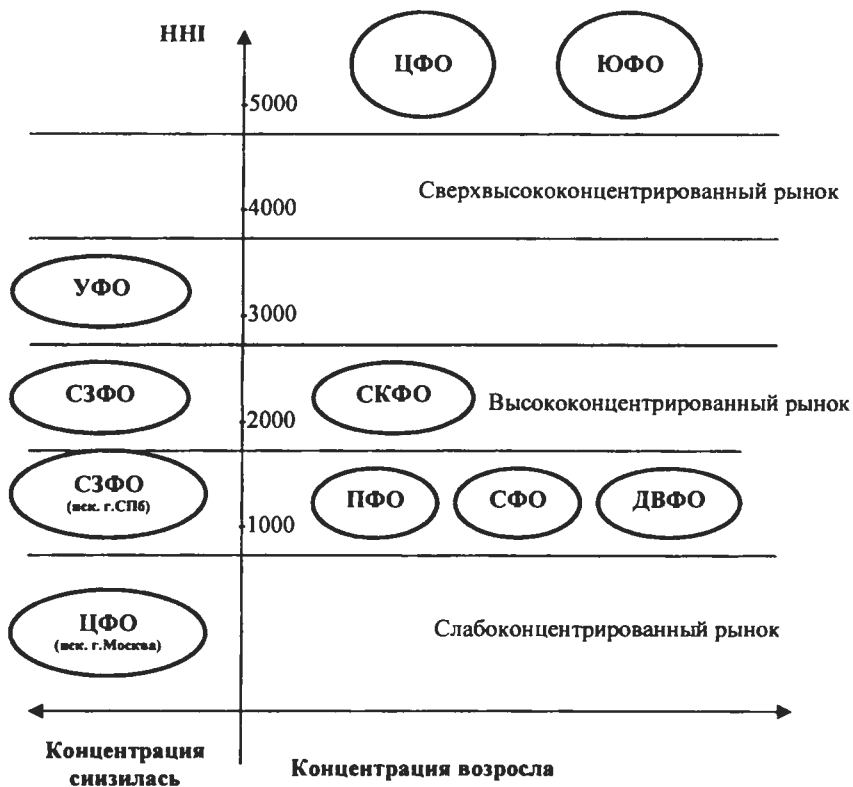 HHI
ЦФО
ЮФО
5000
Сверхвысококонцентрированный рынок
4000
УФО
3000
СЗФО
СКФО
Высококонцентрированный рынок
2000
СЗФО
(иск. г.СПб)
ПФО
СФО
ДВФО
1000
ЦФО
(иск. г.Москва)
Слабоконцентрированный рынок
Концентрация
снизилась
Концентрация возросла